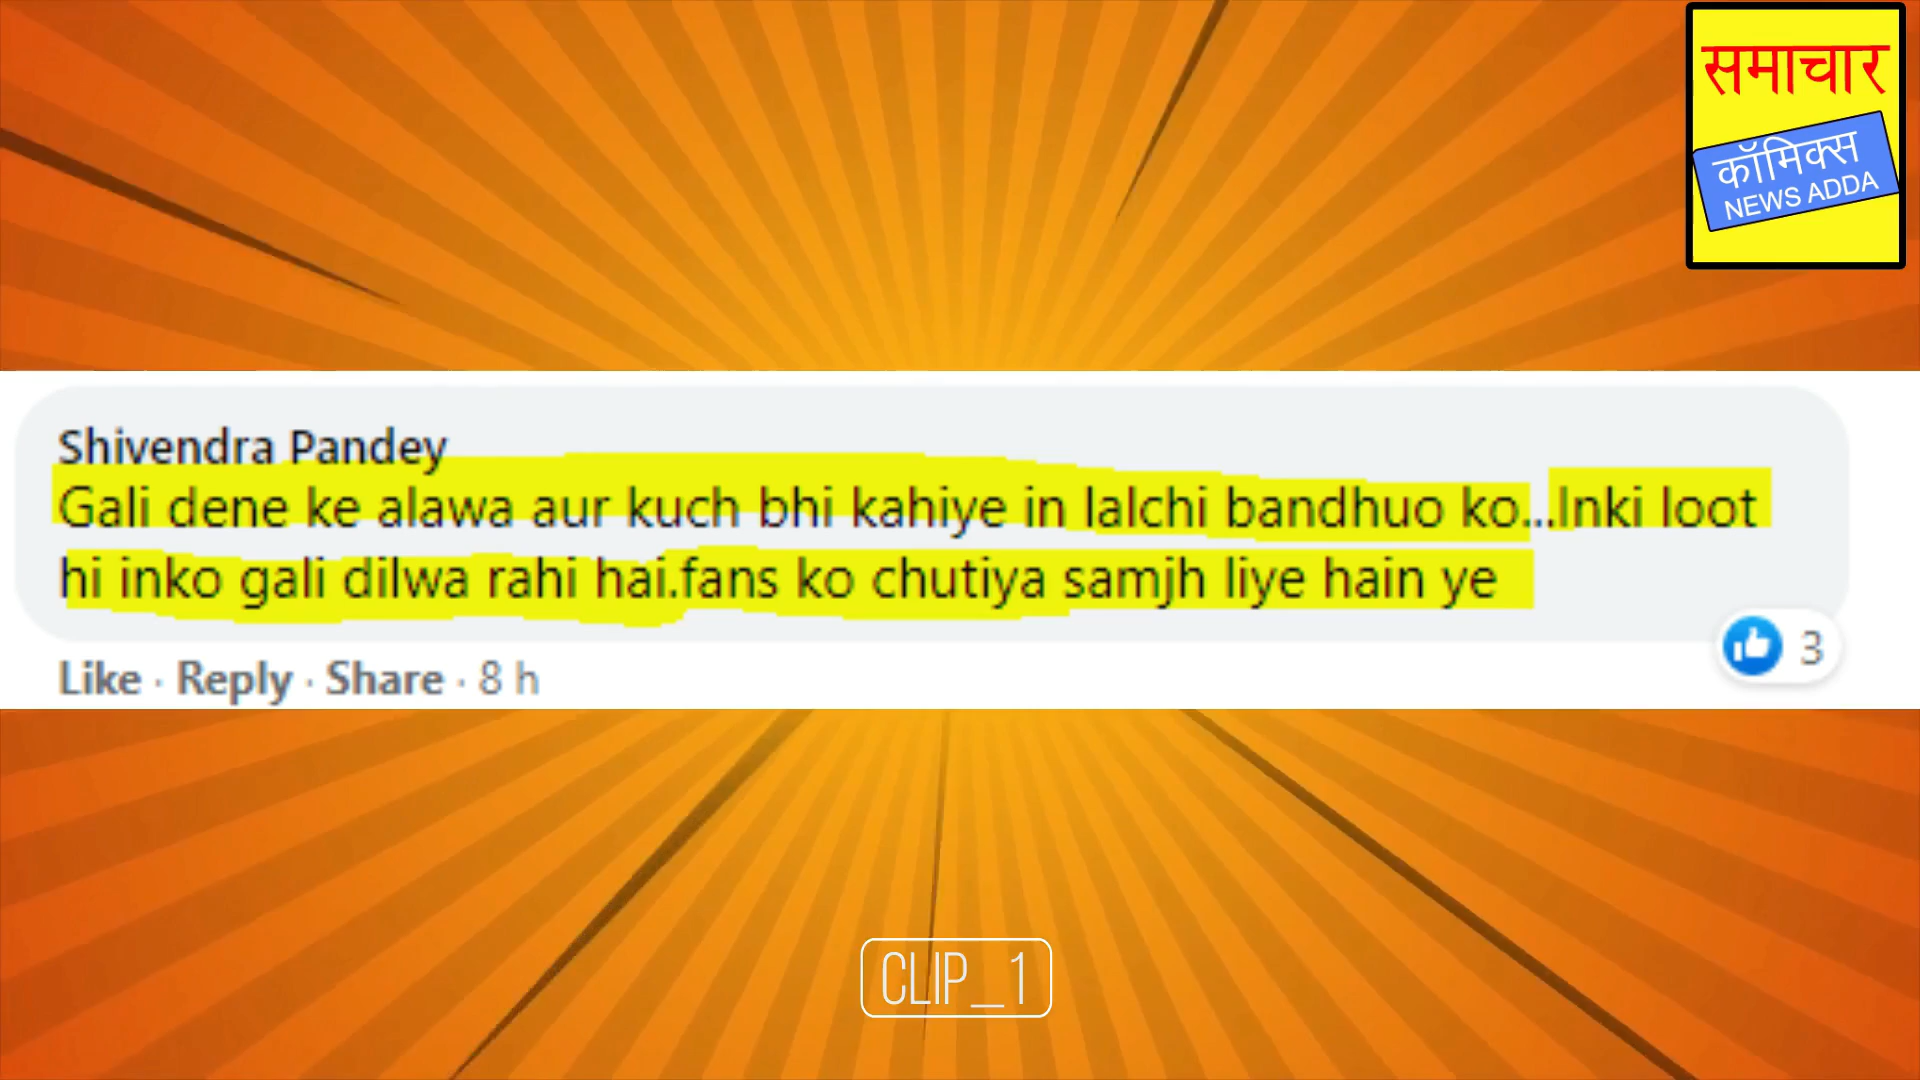 समाचार
कॉमिक्स
NEWS ADDA
Shivendra Pandey
Gali dene ke alawa aur kuch bhi kahiye in lalchi bandhuo ko...Inki loot
hi inko gali dilwa rahi hai.fans ko chutiya samjh liye hain ye
3
Like · Reply · Share · 8 h
CLIP_1